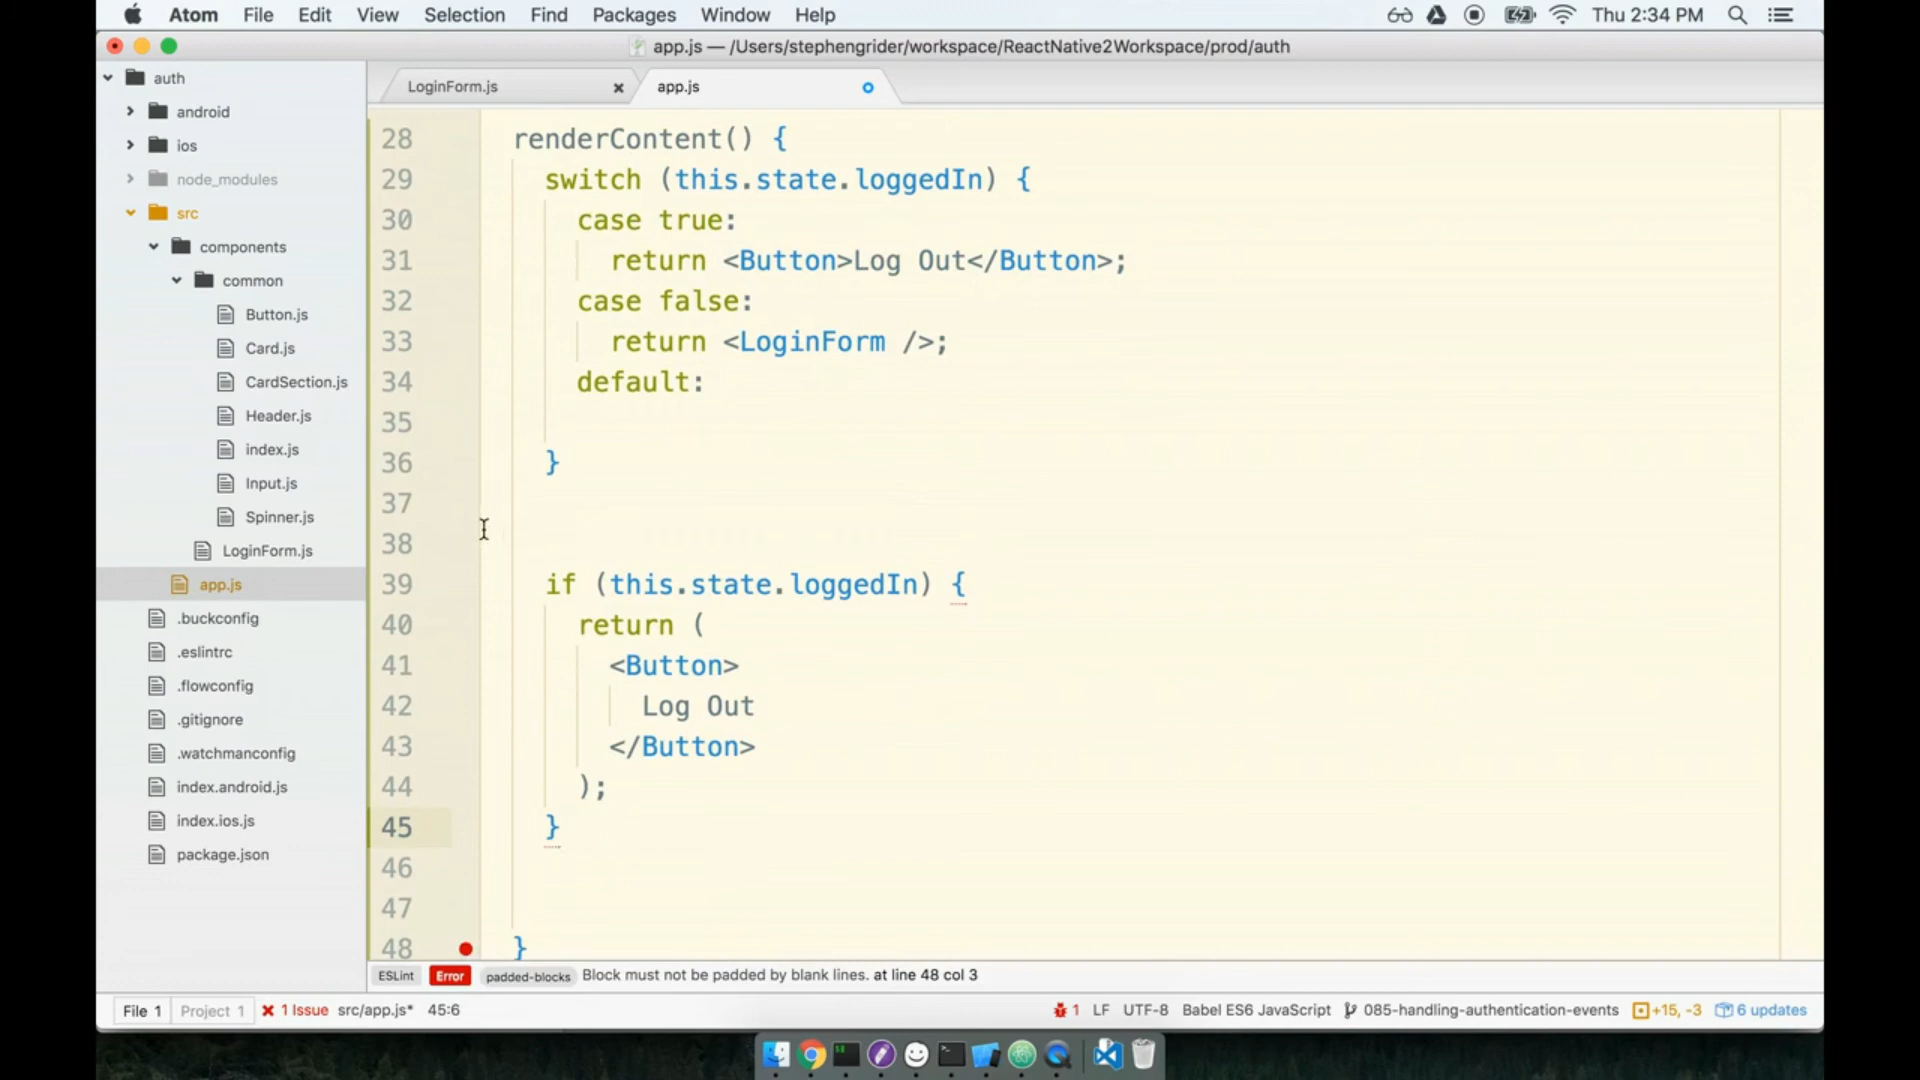 Atom File Edit View Selection Find Packages Window Help Thu 2:34 PM
app.js — /Users/stephengrider/workspace/ReactNative2Workspace/prod/auth
auth
android
ios
node_modules
src
components
common
Button.js
Card.js
CardSection.js
Header.js
index.js
Input.js
Spinner.js
LoginForm.js
app.js
.buckconfig
.eslintrc
.flowconfig
.gitignore
.watchmanconfig
index.android.js
index.ios.js
package.json
LoginForm.js app.js
28 renderContent() {
29 switch (this.state.loggedIn) {
30 case true:
31 return <Button>Log Out</Button>;
32 case false:
33 return <LoginForm />;
34 default:
35
36 }
37
38
39 if (this.state.loggedIn) {
40 return (
41 <Button>
42 Log Out
43 </Button>
44 );
45 }
46
47
48 }
ESLint Error padded-blocks Block must not be padded by blank lines. at line 48 col 3
File 1 Project 1 1 Issue src/app.js* 45:6 1 LF UTF-8 Babel ES6 JavaScript 085-handling-authentication-events +15, -3 6 updates